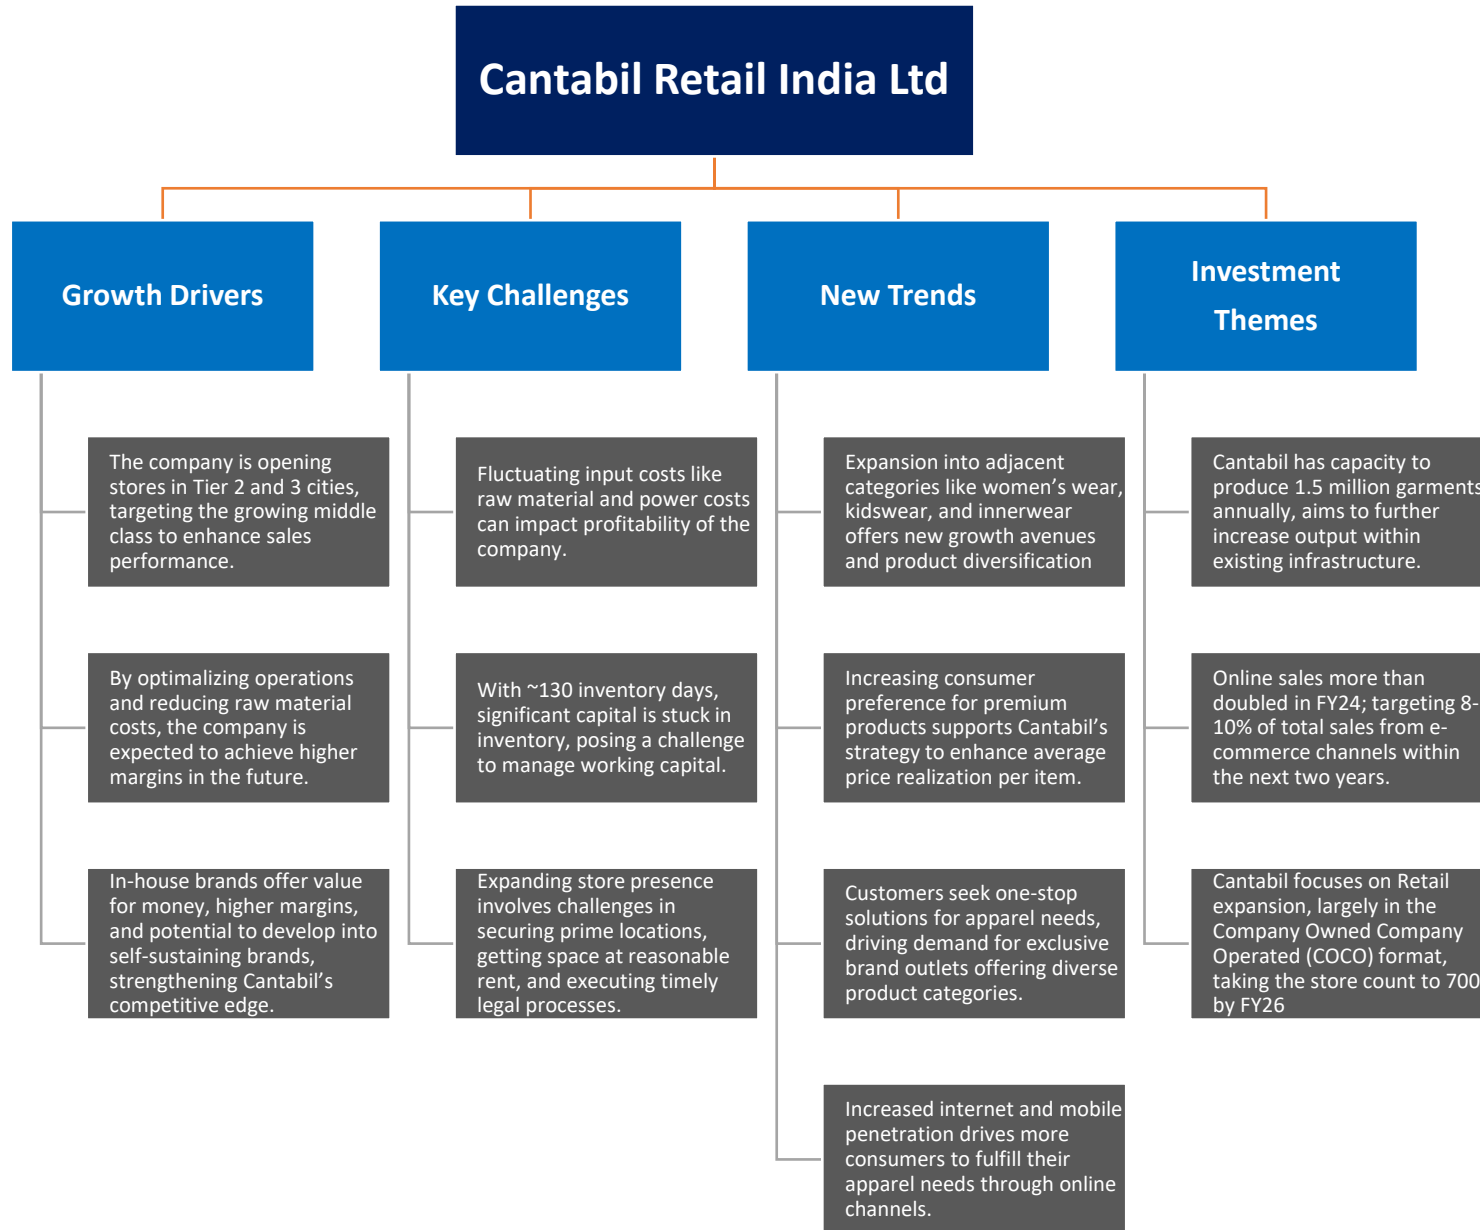 Cantabil Retail India Ltd
Growth Drivers
The company is opening
stores in Tier 2 and 3 cities,
targeting the growing middle
class to enhance sales
performance.
By optimalizing operations
and reducing raw material
costs, the company is
expected to achieve higher
margins in the future.
In-house brands offer value
for money, higher margins,
and potential to develop into
self-sustaining brands,
strengthening Cantabil’s
competitive edge.
Key Challenges
Fluctuating input costs like
raw material and power costs
can impact profitability of the
company.
With ~130 inventory days,
significant capital is stuck in
inventory, posing a challenge
to manage working capital.
Expanding store presence
involves challenges in
securing prime locations,
getting space at reasonable
rent, and executing timely
legal processes.
New Trends
Expansion into adjacent
categories like women’s wear,
kidswear, and innerwear
offers new growth avenues
and product diversification
Increasing consumer
preference for premium
products supports Cantabil’s
strategy to enhance average
price realization per item.
Customers seek one-stop
solutions for apparel needs,
driving demand for exclusive
brand outlets offering diverse
product categories.
Increased internet and mobile
penetration drives more
consumers to fulfill their
apparel needs through online
channels.
Investment
Themes
Cantabil has capacity to
produce 1.5 million garments
annually, aims to further
increase output within
existing infrastructure.
Online sales more than
doubled in FY24; targeting 8-
10% of total sales from e-
commerce channels within
the next two years.
Cantabil focuses on Retail
expansion, largely in the
Company Owned Company
Operated (COCO) format,
taking the store count to 700
by FY26